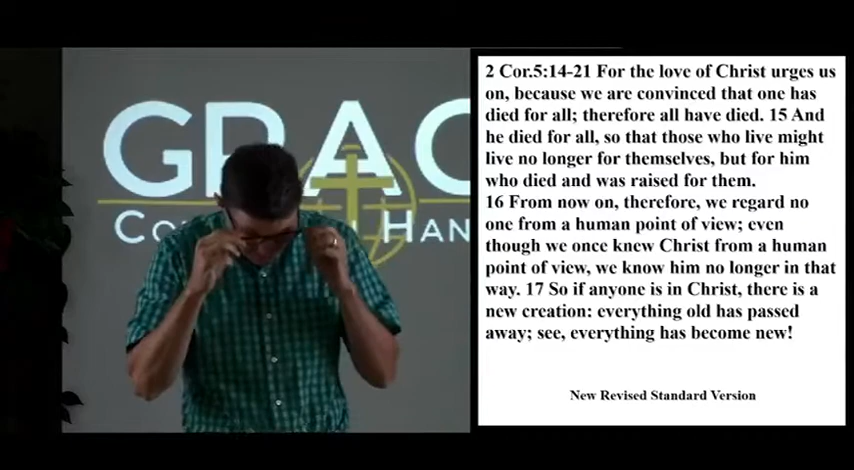 GRAC
Co
Han
2 Cor.5:14-21 For the love of Christ urges us
on, because we are convinced that one has
died for all; therefore all have died. 15 And
he died for all, so that those who live might
live no longer for themselves, but for him
who died and was raised for them.
16 From now on, therefore, we regard no
one from a human point of view; even
though we once knew Christ from a human
point of view, we know him no longer in that
way. 17 So if anyone is in Christ, there is a
new creation: everything old has passed
away; see, everything has become new!
New Revised Standard Version